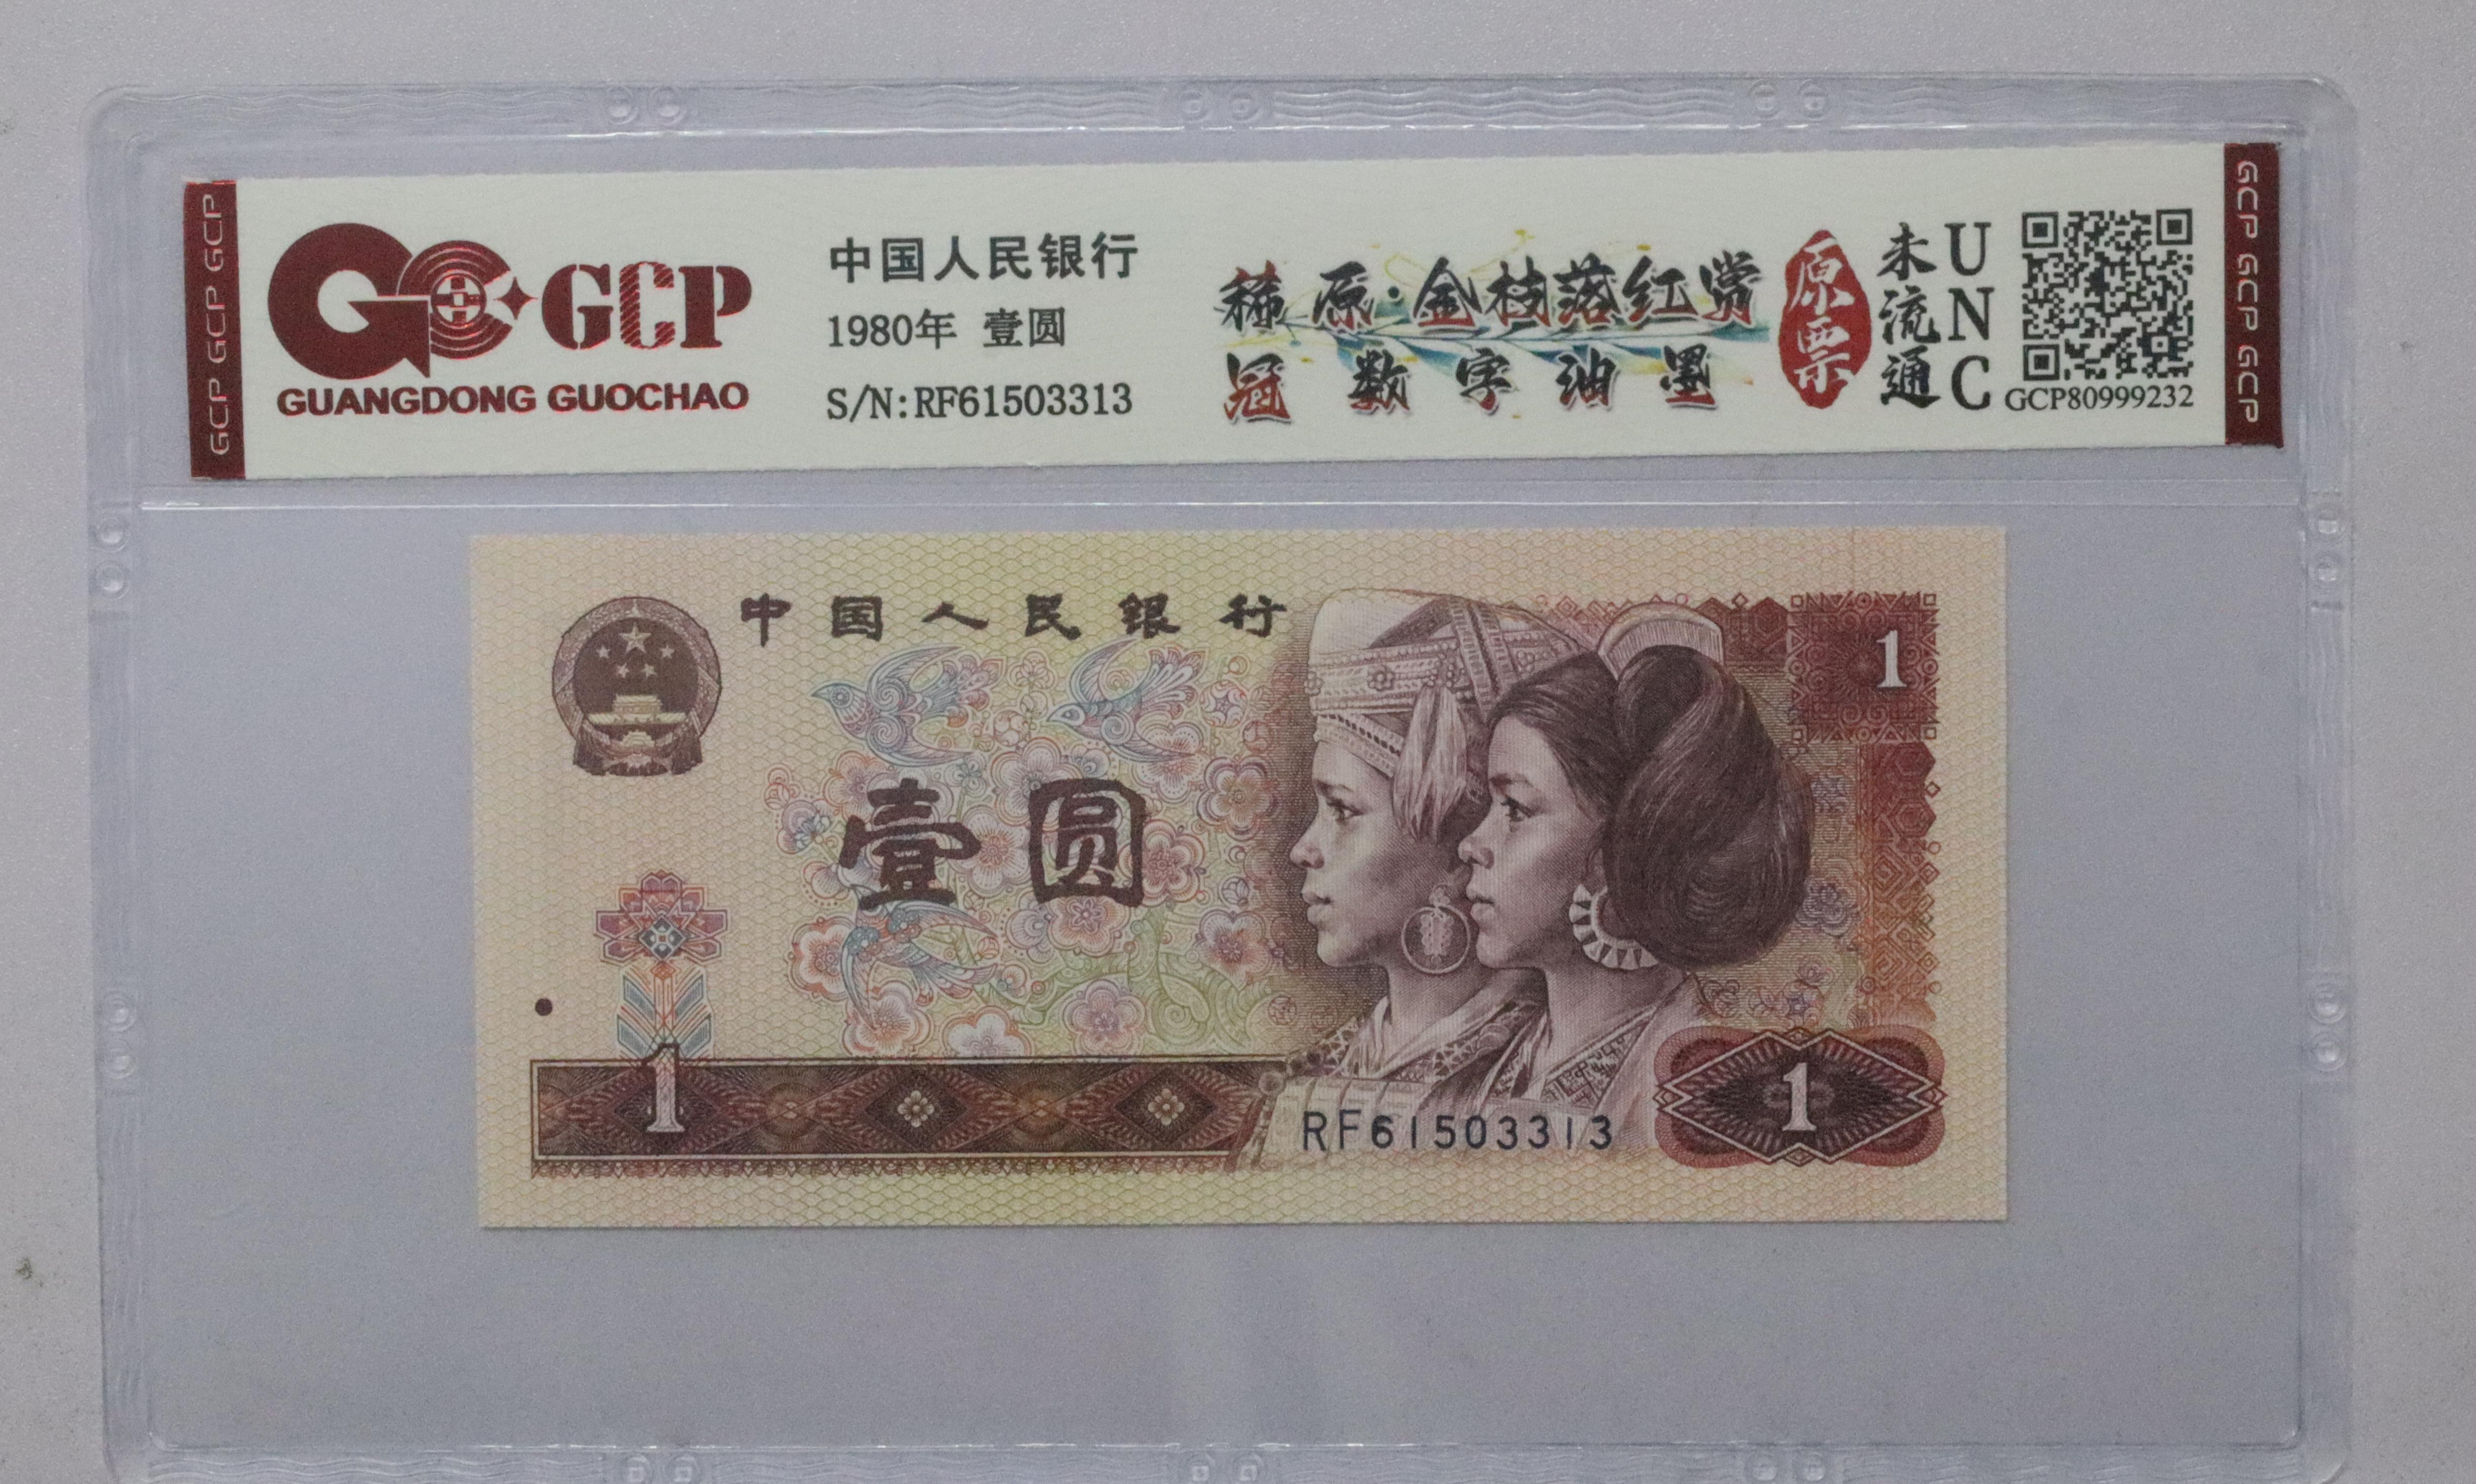 GCP GCP GCP
GCP
GUANGDONG GUOCHAO
中国人民银行
1980年 壹圆
S/N:RF61503313
稀 原·金枝落红赏
冠 数字油墨
原票
未流通
UNC
GCP80999232
GCP GCP GCP GCP
中国人民银行
1
壹圆
1
RF61503313
1